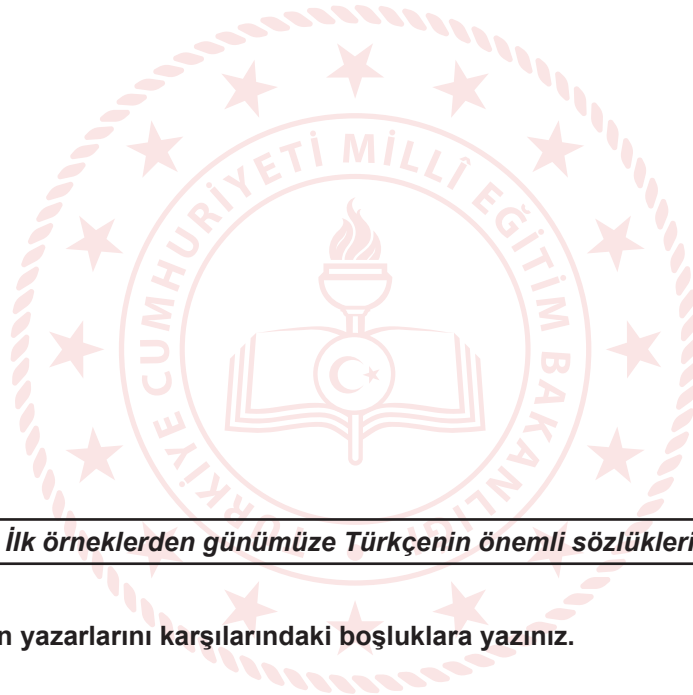 TÜRKİYE CUMHURİYETİ MİLLÎ EĞİTİM BAKANLIĞI
İlk örneklerden günümüze Türkçenin önemli sözlükleri
n yazarlarını karşılarındaki boşluklara yazınız.